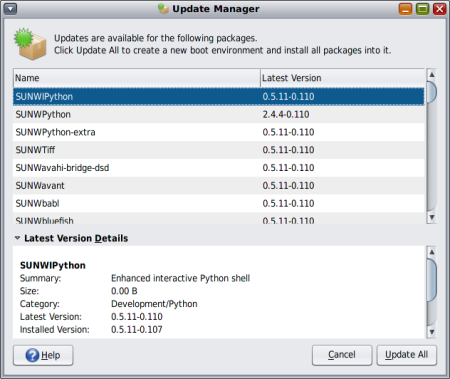 Update Manager
Updates are available for the following packages.
Click Update All to create a new boot environment and install all packages into it.
Name Latest Version
SUNWIPython 0.5.11-0.110
SUNWPython 2.4.4-0.110
SUNWPython-extra 0.5.11-0.110
SUNWTiff 0.5.11-0.110
SUNWavahi-bridge-dsd 0.5.11-0.110
SUNWavant 0.5.11-0.110
SUNWbabl 0.5.11-0.110
SUNWbluefish 0.5.11-0.110
Latest Version Details
SUNWIPython
Summary: Enhanced interactive Python shell
Size: 0.00 B
Category: Development/Python
Latest Version: 0.5.11-0.110
Installed Version: 0.5.11-0.107
Help Cancel Update All